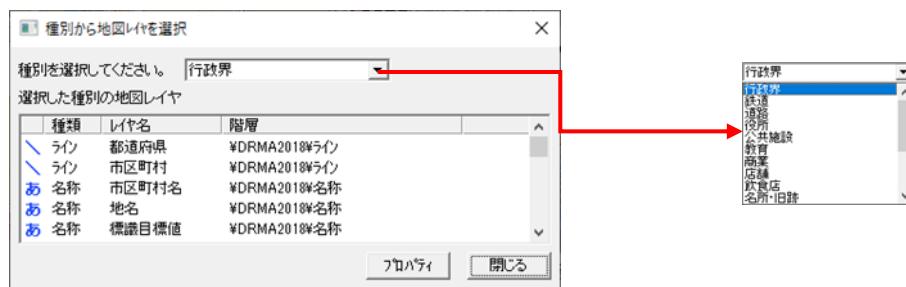 種別から地図ﾚｲﾔを選択
種別を選択してください。 行政界
選択した種別の地図レイヤ
種類 ﾚｲﾔ名 階層
ﾗｲﾝ 都道府県 ¥DRMA2018¥ﾗｲﾝ
ﾗｲﾝ 市区町村 ¥DRMA2018¥ﾗｲﾝ
あ 名称 市区町村名 ¥DRMA2018¥名称
あ 名称 地名 ¥DRMA2018¥名称
あ 名称 標識目標値 ¥DRMA2018¥名称
ﾌﾟﾛﾊﾟﾃｨ 閉じる
行政界
行政界
鉄道
道路
役所
公共施設
教育
商業
店舗
飲食店
名所・旧跡